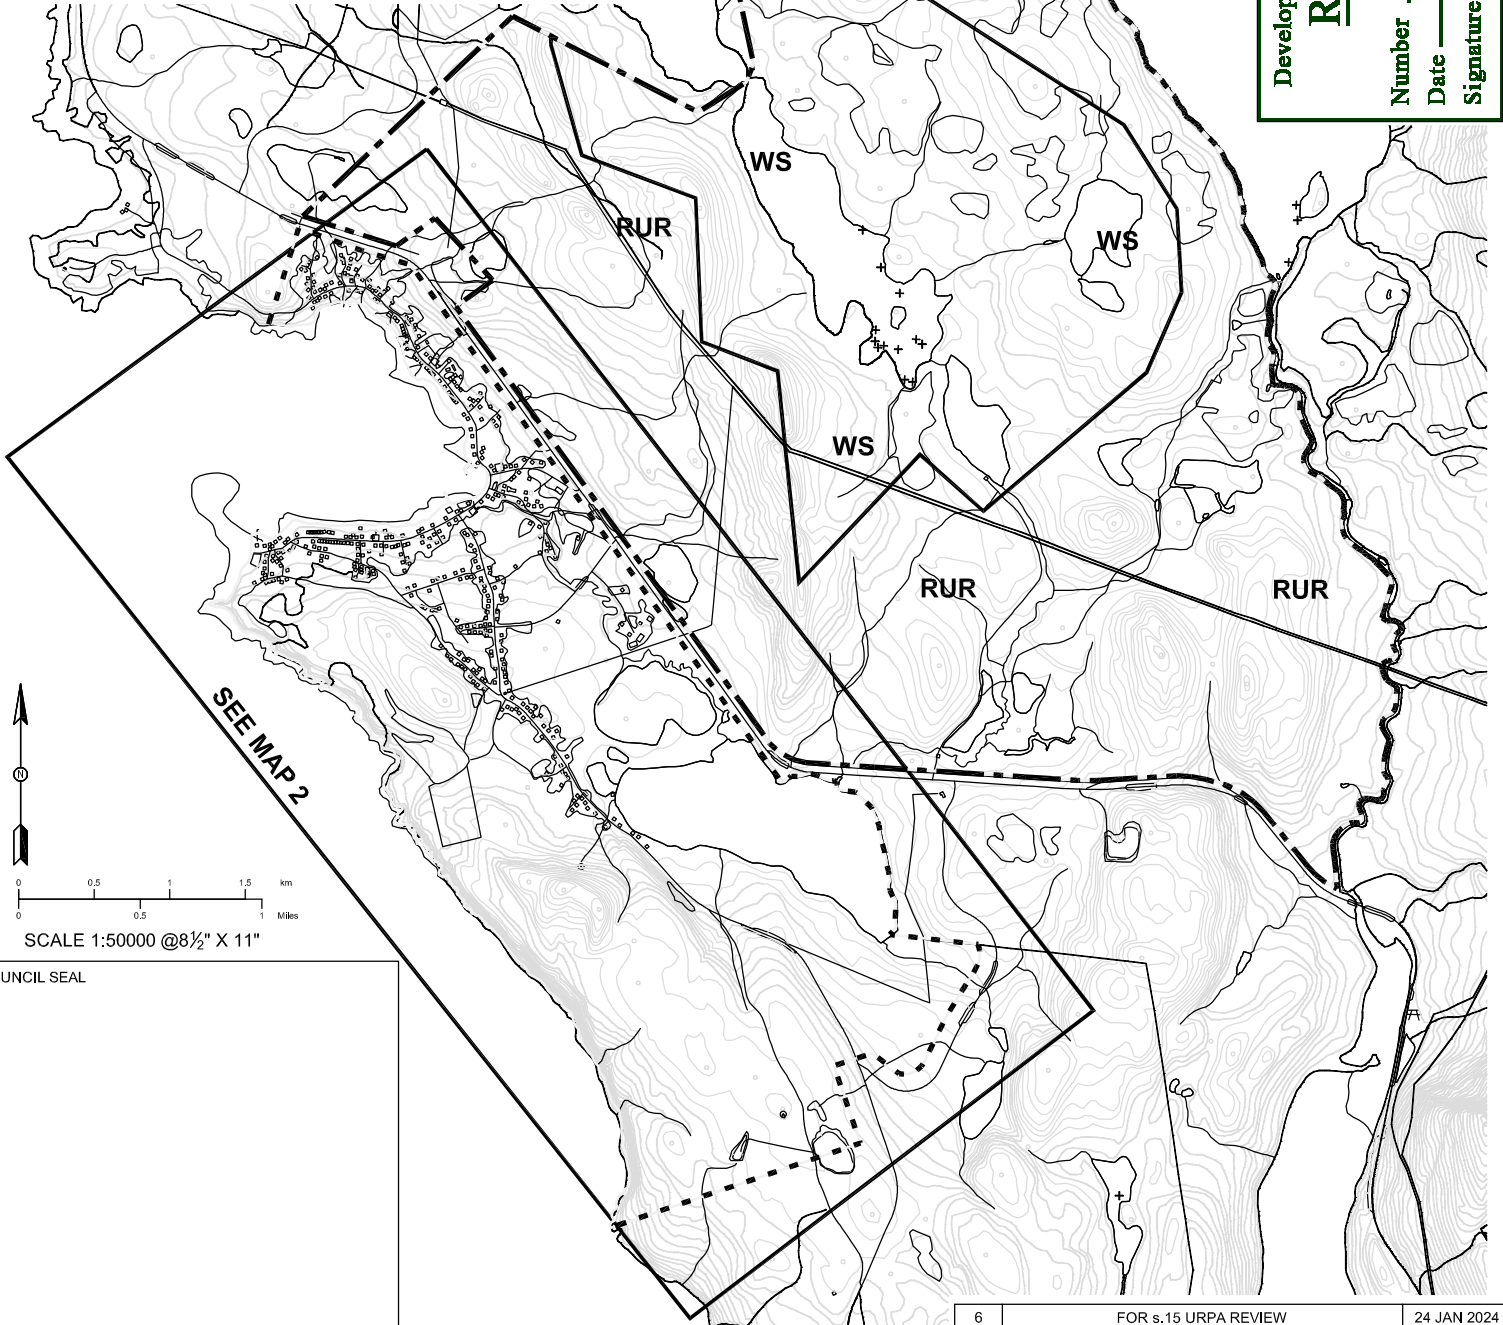 Develop
R
Number
Date
Signature
WS
RUR
WS
WS
RUR
RUR
SEE MAP 2
N
0 0.5 1 1.5 km
0 0.5 1 Miles
SCALE 1:50000 @8½" X 11"
UNCIL SEAL
6 FOR s.15 URPA REVIEW 24 JAN 2024